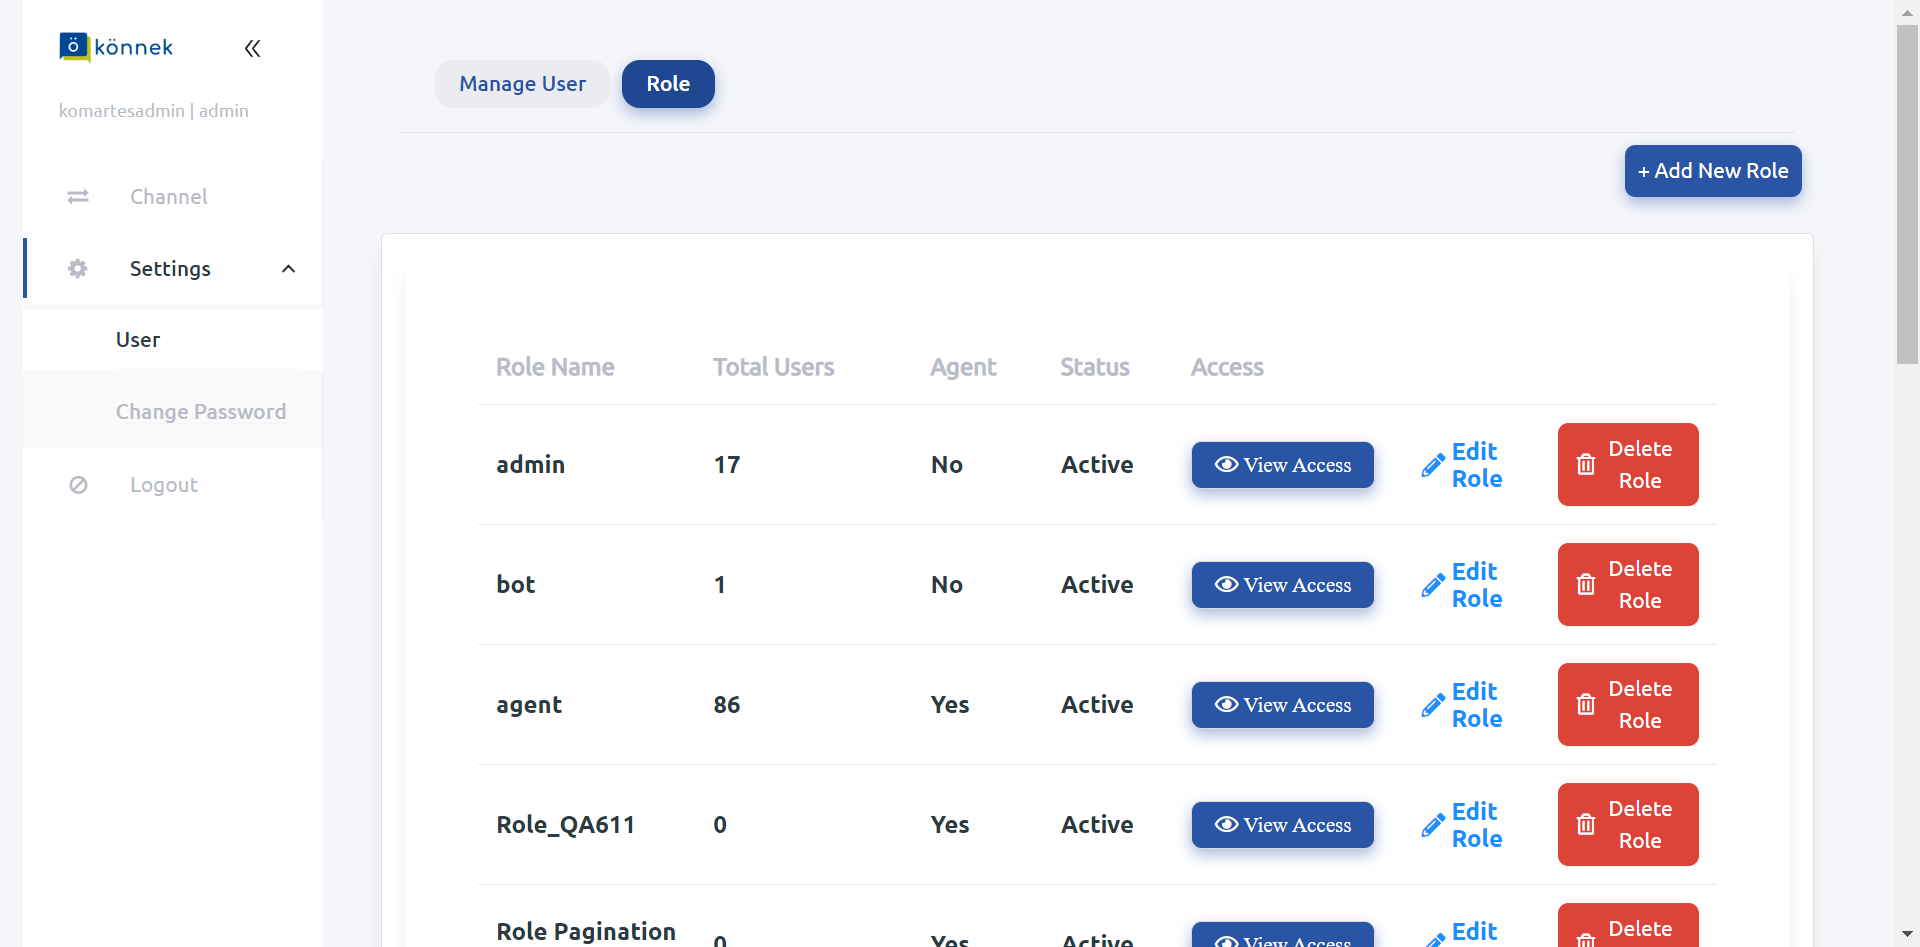 ö könnek
komartesadmin | admin
Channel
Settings
User
Change Password
Logout
Manage User
Role
+ Add New Role
Role Name Total Users Agent Status Access
admin 17 No Active View Access Edit Role Delete Role
bot 1 No Active View Access Edit Role Delete Role
agent 86 Yes Active View Access Edit Role Delete Role
Role_QA611 0 Yes Active View Access Edit Role Delete Role
Role Pagination 0 Yes Active View Access Edit Delete